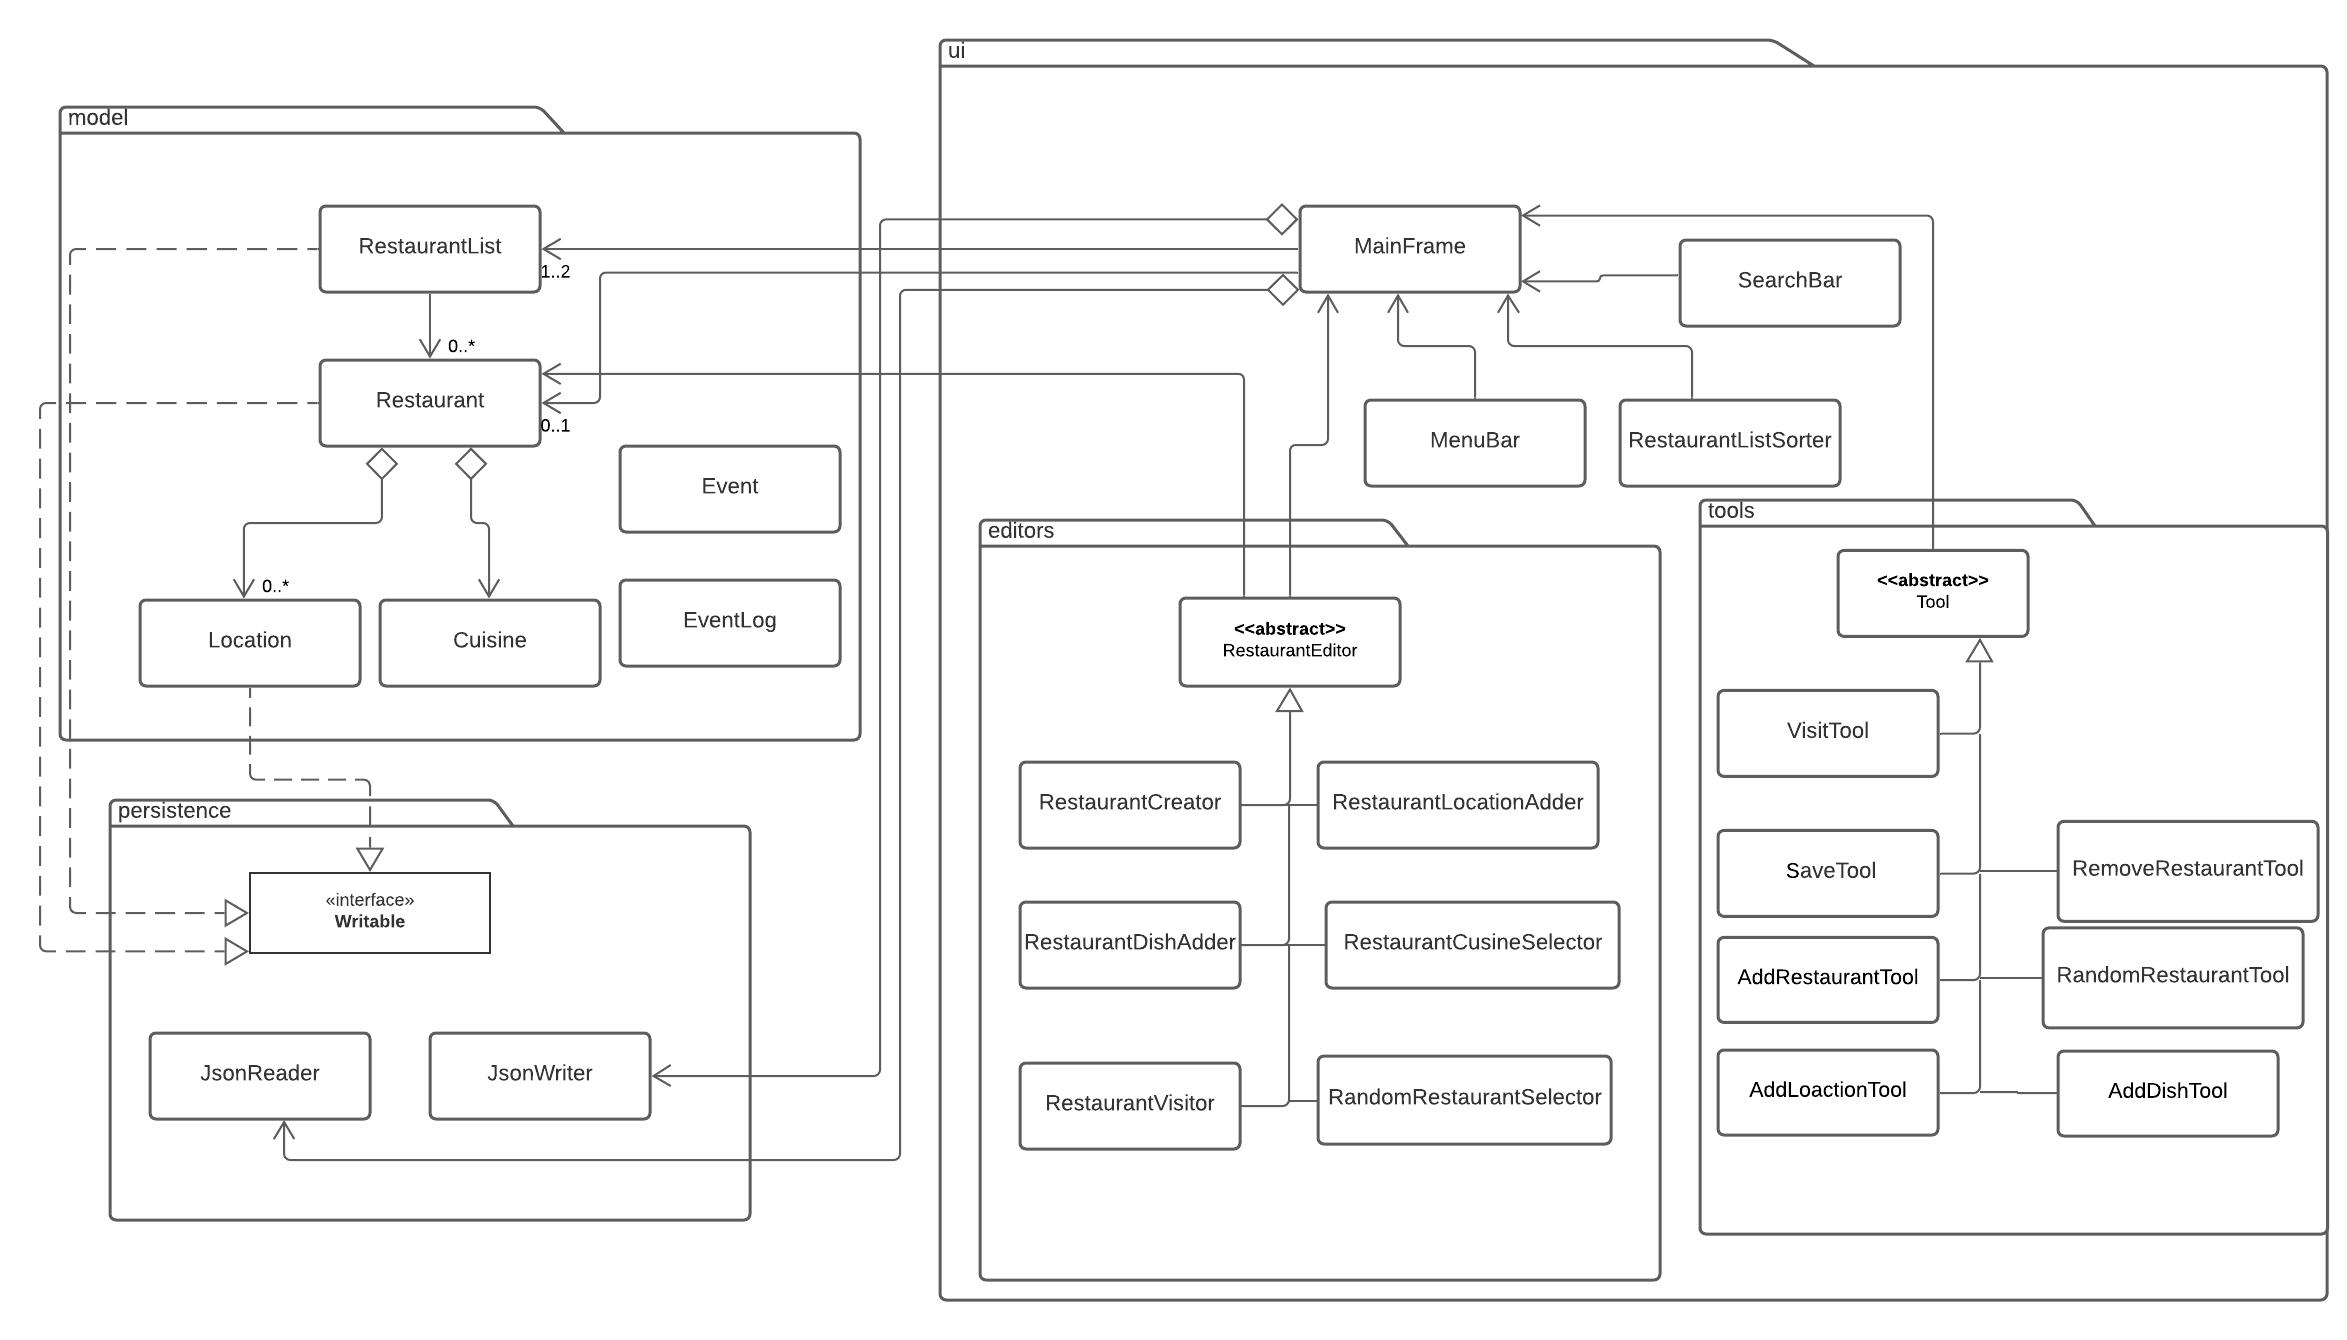 ui
model
RestaurantList
1..2
0..*
Restaurant
0..1
Event
0..*
Location
Cuisine
EventLog
MainFrame
SearchBar
MenuBar
RestaurantListSorter
editors
<<abstract>>
RestaurantEditor
RestaurantCreator
RestaurantLocationAdder
RestaurantDishAdder
RestaurantCusineSelector
RestaurantVisitor
RandomRestaurantSelector
tools
<<abstract>>
Tool
VisitTool
SaveTool
RemoveRestaurantTool
AddRestaurantTool
RandomRestaurantTool
AddLoactionTool
AddDishTool
persistence
«interface»
Writable
JsonReader
JsonWriter